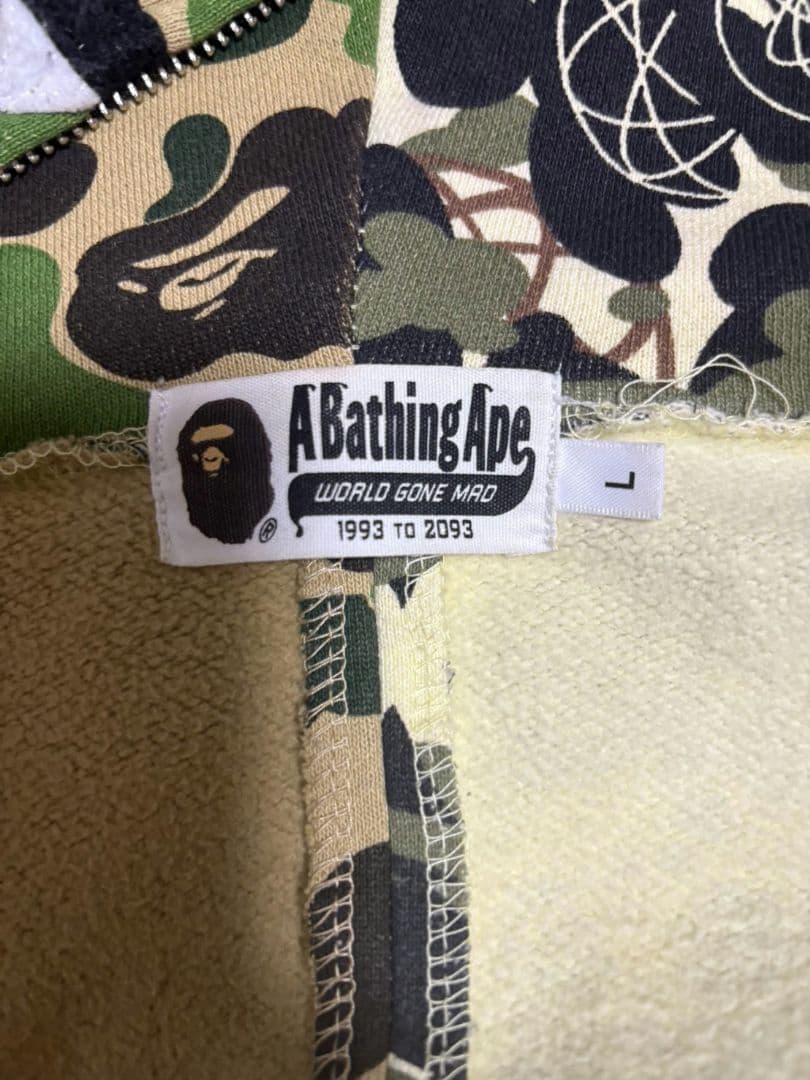 A Bathing Ape
WORLD GONE MAD
1993 TO 2093
®
L